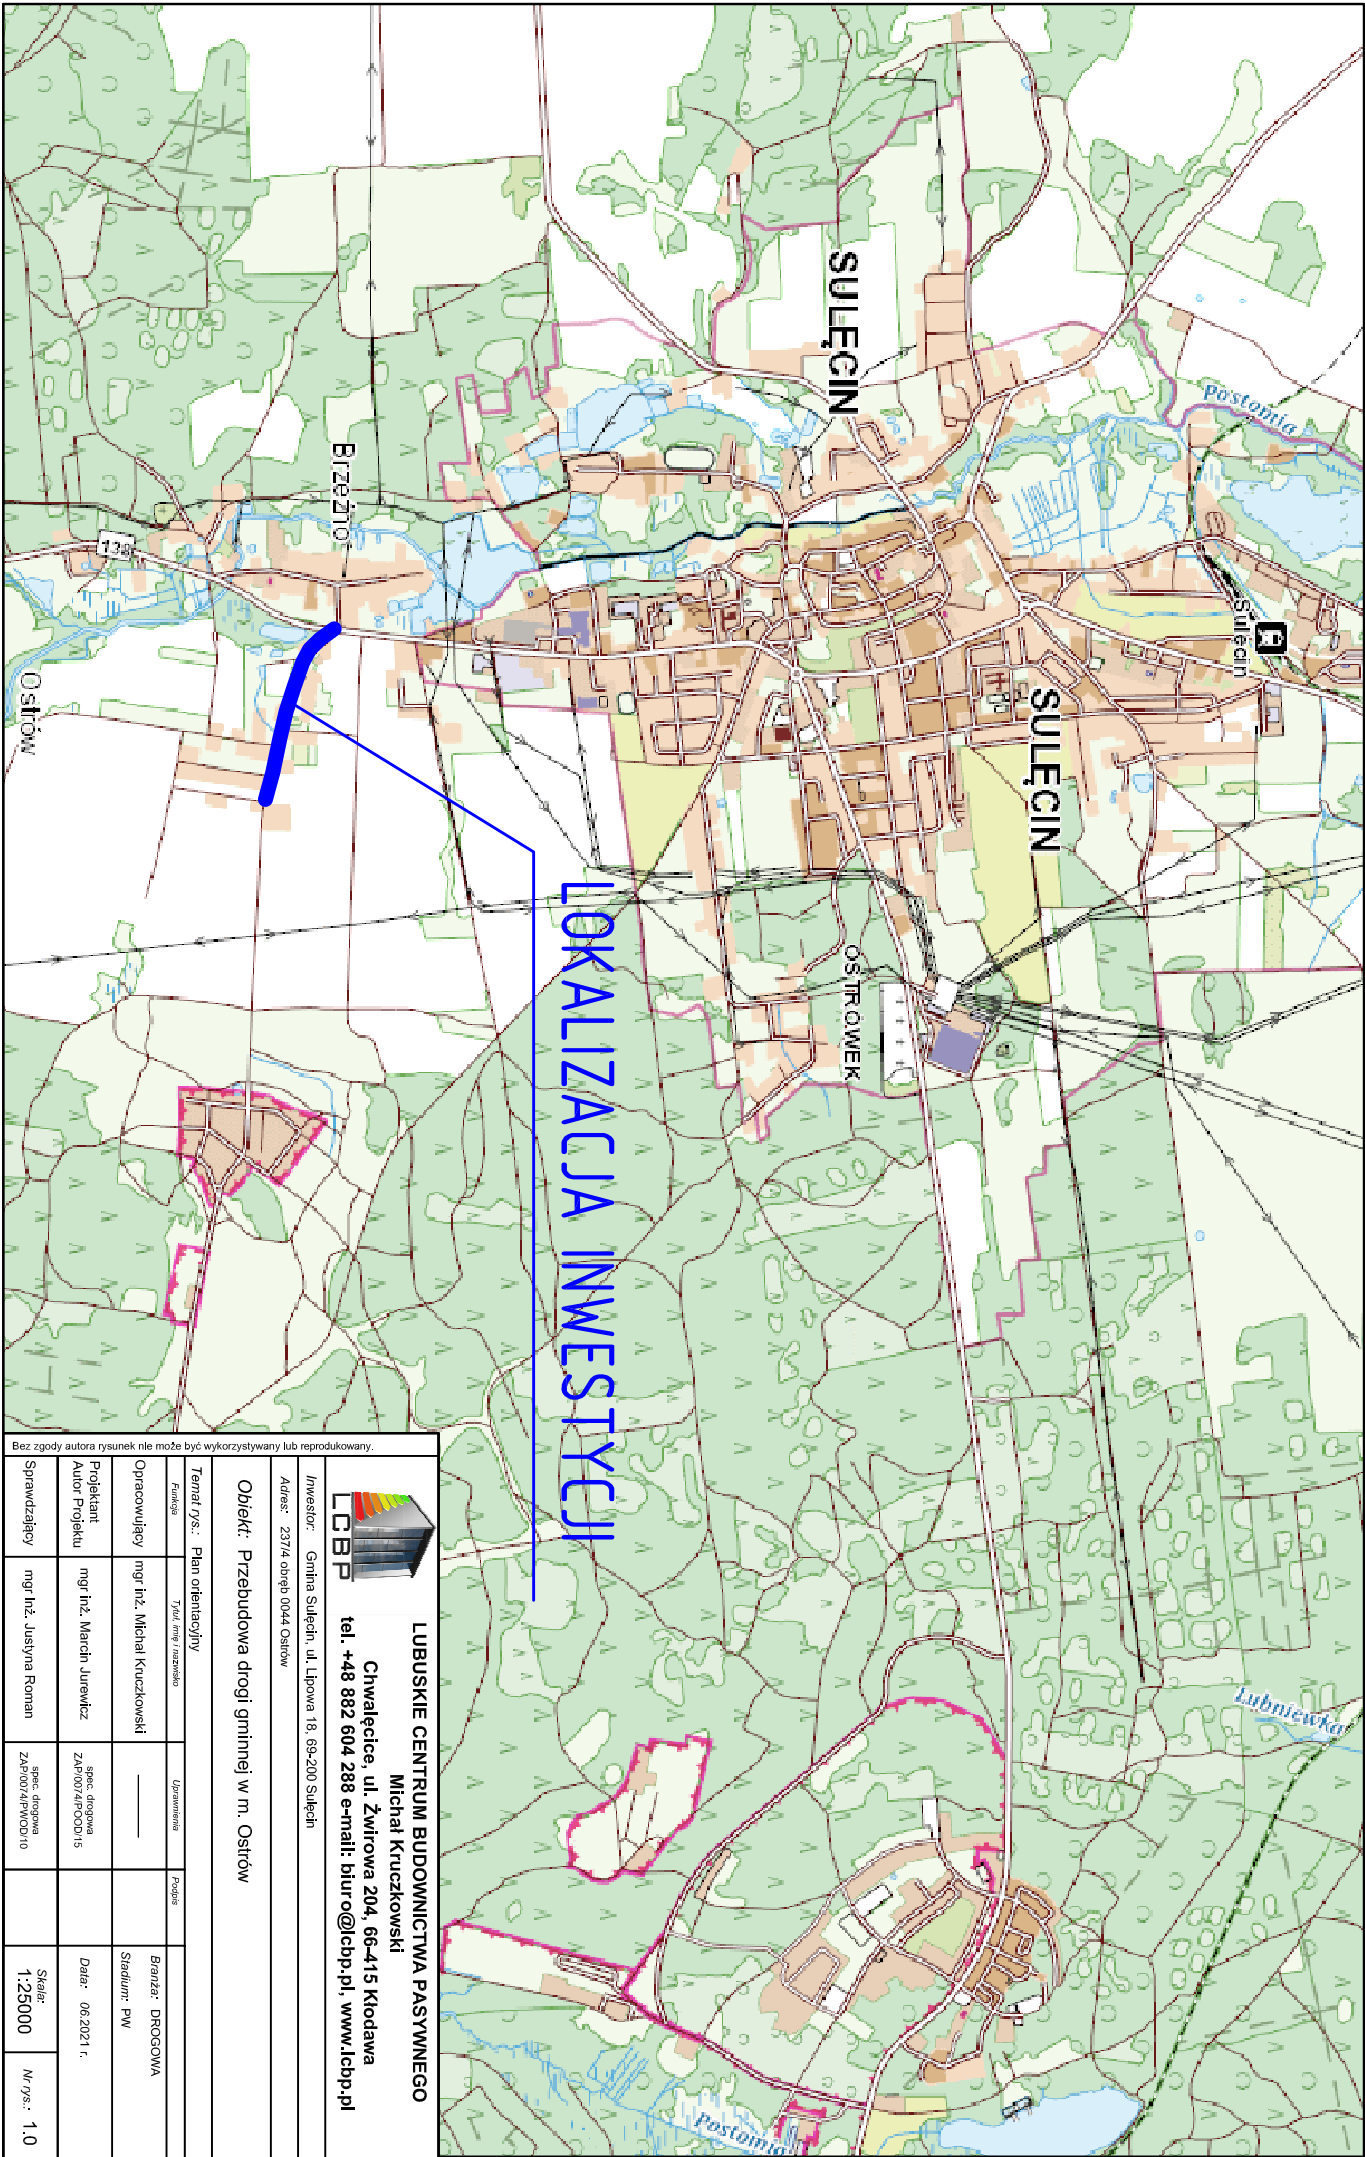 Postomia
Sulęcin
SULĘCIN
SULĘCIN
OSTRÓWEK
Brzeźno
138
Ostrów
LOKALIZACJA INWESTYCJI
Lubniewka
Postomia
Bez zgody autora rysunek nie może być wykorzystywany lub reprodukowany.
LCBP
LUBUSKIE CENTRUM BUDOWNICTWA PASYWNEGO
Michał Kruczkowski
Chwalęcice, ul. Żwirowa 204, 66-415 Kłodawa
tel. +48 882 604 288 e-mail: biuro@lcbp.pl, www.lcbp.pl
Inwestor: Gmina Sulęcin, ul. Lipowa 18, 69-200 Sulęcin
Adres: 237/4 obręb 0044 Ostrów
Obiekt: Przebudowa drogi gminnej w m. Ostrów
Temat rys.: Plan orientacyjny
Funkcja Tytuł, imię i nazwisko Uprawnienia Podpis
Branża: DROGOWA
Opracowujący mgr inż. Michał Kruczkowski
Stadium: PW
Projektant
Autor Projektu
mgr inż. Marcin Jurewicz
spec. drogowa
ZAP/0074/POOD/15
Data: 06.2021 r.
Sprawdzający mgr inż. Justyna Roman
spec. drogowa
ZAP/0074/PWOD/10
Skala:
1:25000
Nr rys.: 1.0